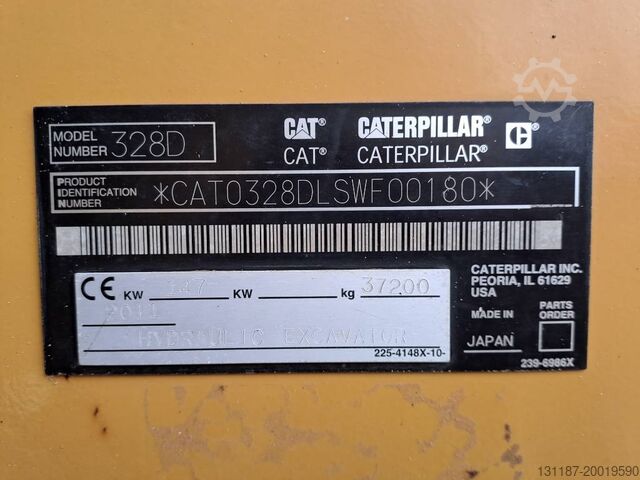 MODEL NUMBER 328D
CAT® CATERPILLAR® C®
CAT® CATERPILLAR®
PRODUCT IDENTIFICATION NUMBER *CAT0328DLSWF00180*
CE KW 147 KW kg 37200
2011
HYDRAULIC EXCAVATOR
225-4148X-10-
CATERPILLAR INC.
PEORIA, IL 61629
USA
MADE IN
JAPAN
PARTS
ORDER
239-6986X
131187-20019590